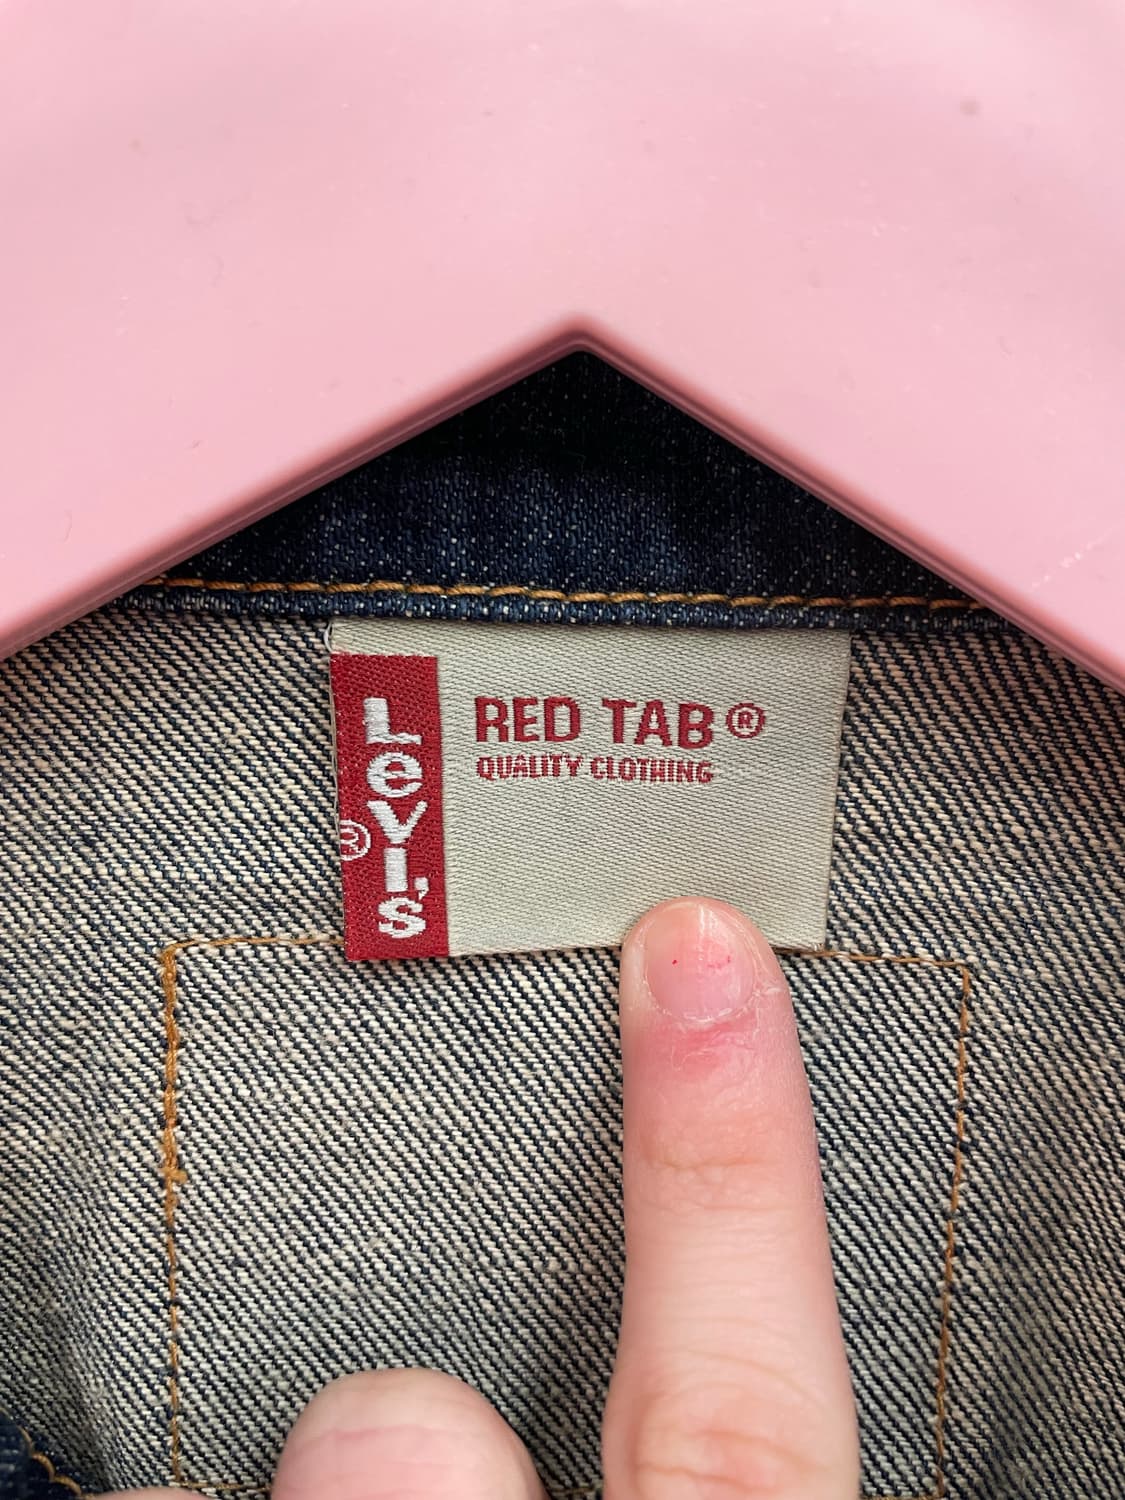 Levi's
®
RED TAB®
QUALITY CLOTHING